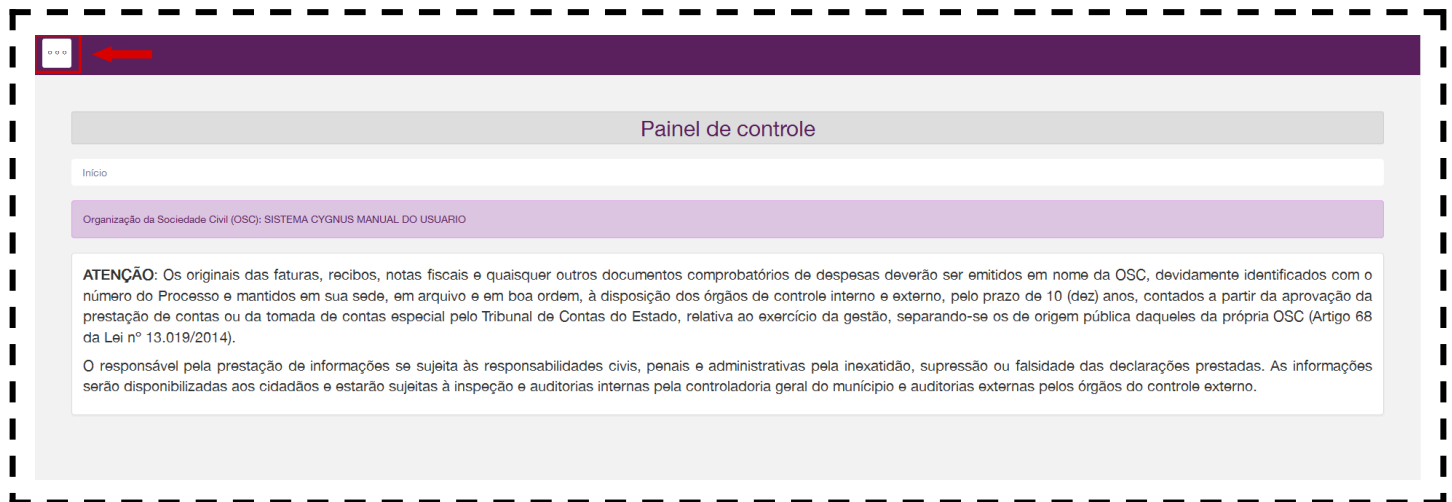 Painel de controle
Início
Organização da Sociedade Civil (OSC): SISTEMA CYGNUS MANUAL DO USUARIO
ATENÇÃO: Os originais das faturas, recibos, notas fiscais e quaisquer outros documentos comprobatórios de despesas deverão ser emitidos em nome da OSC, devidamente identificados com o
número do Processo e mantidos em sua sede, em arquivo e em boa ordem, à disposição dos órgãos de controle interno e externo, pelo prazo de 10 (dez) anos, contados a partir da aprovação da
prestação de contas ou da tomada de contas especial pelo Tribunal de Contas do Estado, relativa ao exercício da gestão, separando-se os de origem pública daqueles da própria OSC (Artigo 68
da Lei nº 13.019/2014).
O responsável pela prestação de informações se sujeita às responsabilidades civis, penais e administrativas pela inexatidão, supressão ou falsidade das declarações prestadas. As informações
serão disponibilizadas aos cidadãos e estarão sujeitas à inspeção e auditorias internas pela controladoria geral do munícipio e auditorias externas pelos órgãos do controle externo.